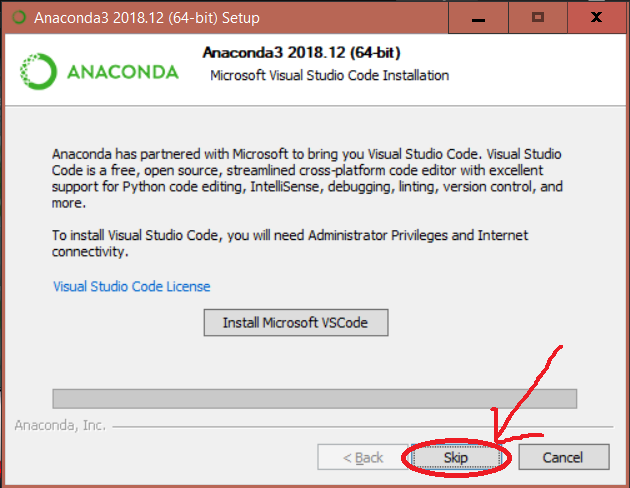 Anaconda3 2018.12 (64-bit) Setup
ANACONDA
Anaconda3 2018.12 (64-bit)
Microsoft Visual Studio Code Installation
Anaconda has partnered with Microsoft to bring you Visual Studio Code. Visual Studio
Code is a free, open source, streamlined cross-platform code editor with excellent
support for Python code editing, IntelliSense, debugging, linting, version control, and
more.
To install Visual Studio Code, you will need Administrator Privileges and Internet
connectivity.
Visual Studio Code License
Install Microsoft VSCode
Anaconda, Inc.
< Back
Skip
Cancel